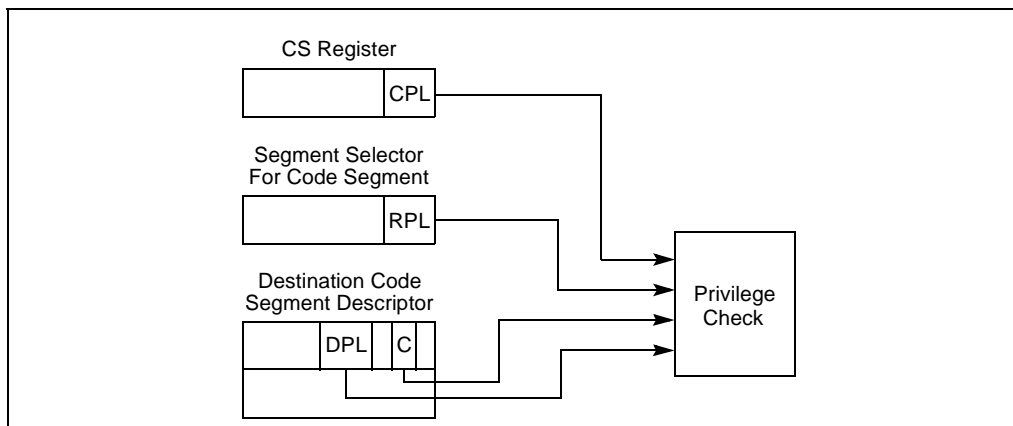 CS Register
CPL
Segment Selector
For Code Segment
RPL
Destination Code
Segment Descriptor
DPL
C
Privilege
Check